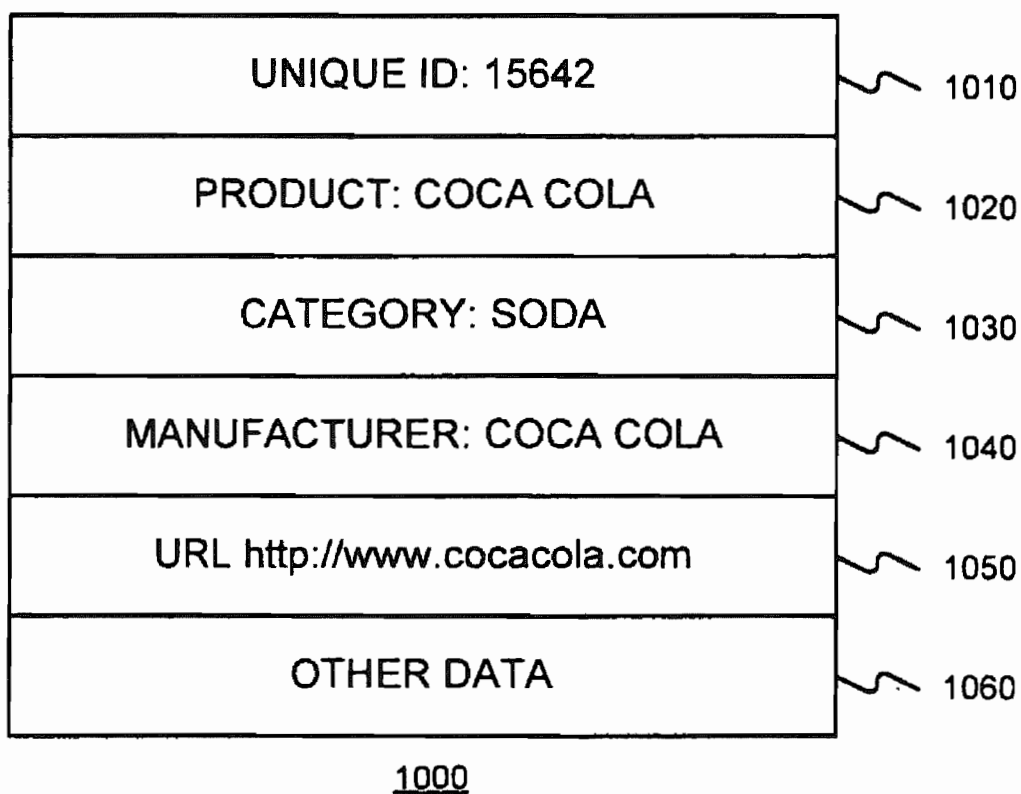 UNIQUE ID: 15642 1010
PRODUCT: COCA COLA 1020
CATEGORY: SODA 1030
MANUFACTURER: COCA COLA 1040
URL http://www.cocacola.com 1050
OTHER DATA 1060
1000